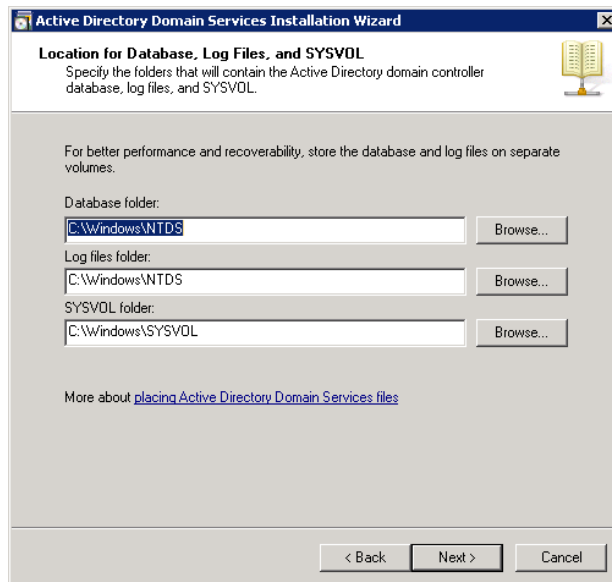 Active Directory Domain Services Installation Wizard
Location for Database, Log Files, and SYSVOL
Specify the folders that will contain the Active Directory domain controller
database, log files, and SYSVOL.
For better performance and recoverability, store the database and log files on separate
volumes.
Database folder:
C:\Windows\NTDS
Browse...
Log files folder:
C:\Windows\NTDS
Browse...
SYSVOL folder:
C:\Windows\SYSVOL
Browse...
More about placing Active Directory Domain Services files
< Back
Next >
Cancel